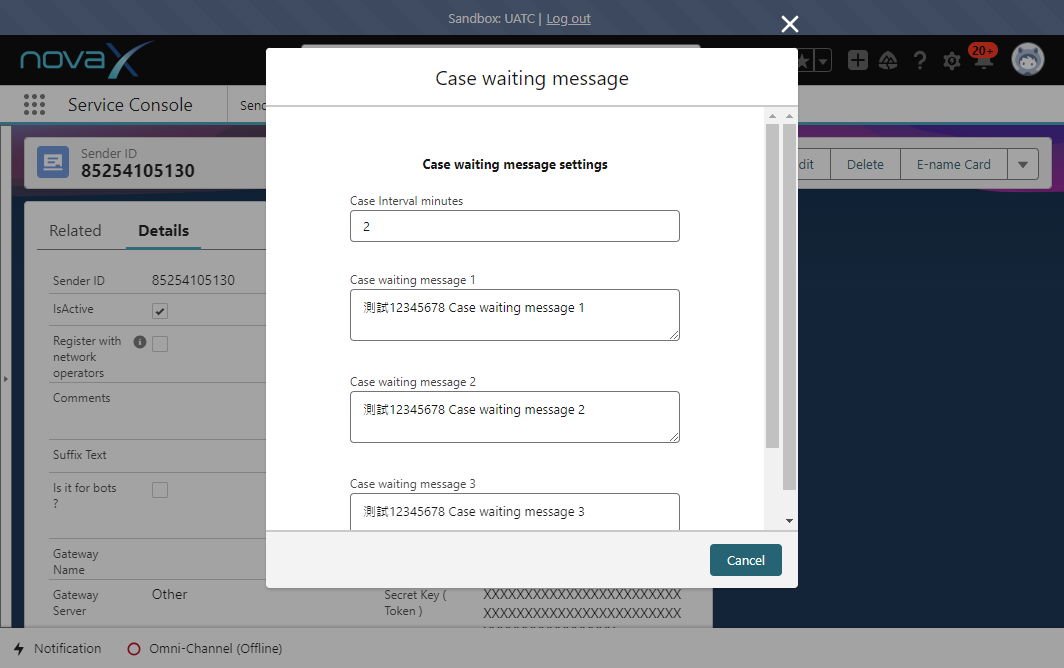 Sandbox: UATC | Log out
novaX
20+
Service Console
Send
Sender ID
85254105130
dit
Delete
E-name Card
Related
Details
Sender ID
85254105130
IsActive
Register with
network
operators
Comments
Suffix Text
Is it for bots
?
Gateway
Name
Gateway
Server
Other
Secret Key (
Token )
XXXXXXXXXXXXXXXXXXXXXXXX
XXXXXXXXXXXXXXXXXXXXXXXX
Case waiting message
Case waiting message settings
Case Interval minutes
2
Case waiting message 1
測試12345678 Case waiting message 1
Case waiting message 2
測試12345678 Case waiting message 2
Case waiting message 3
測試12345678 Case waiting message 3
Cancel
Notification
Omni-Channel (Offline)